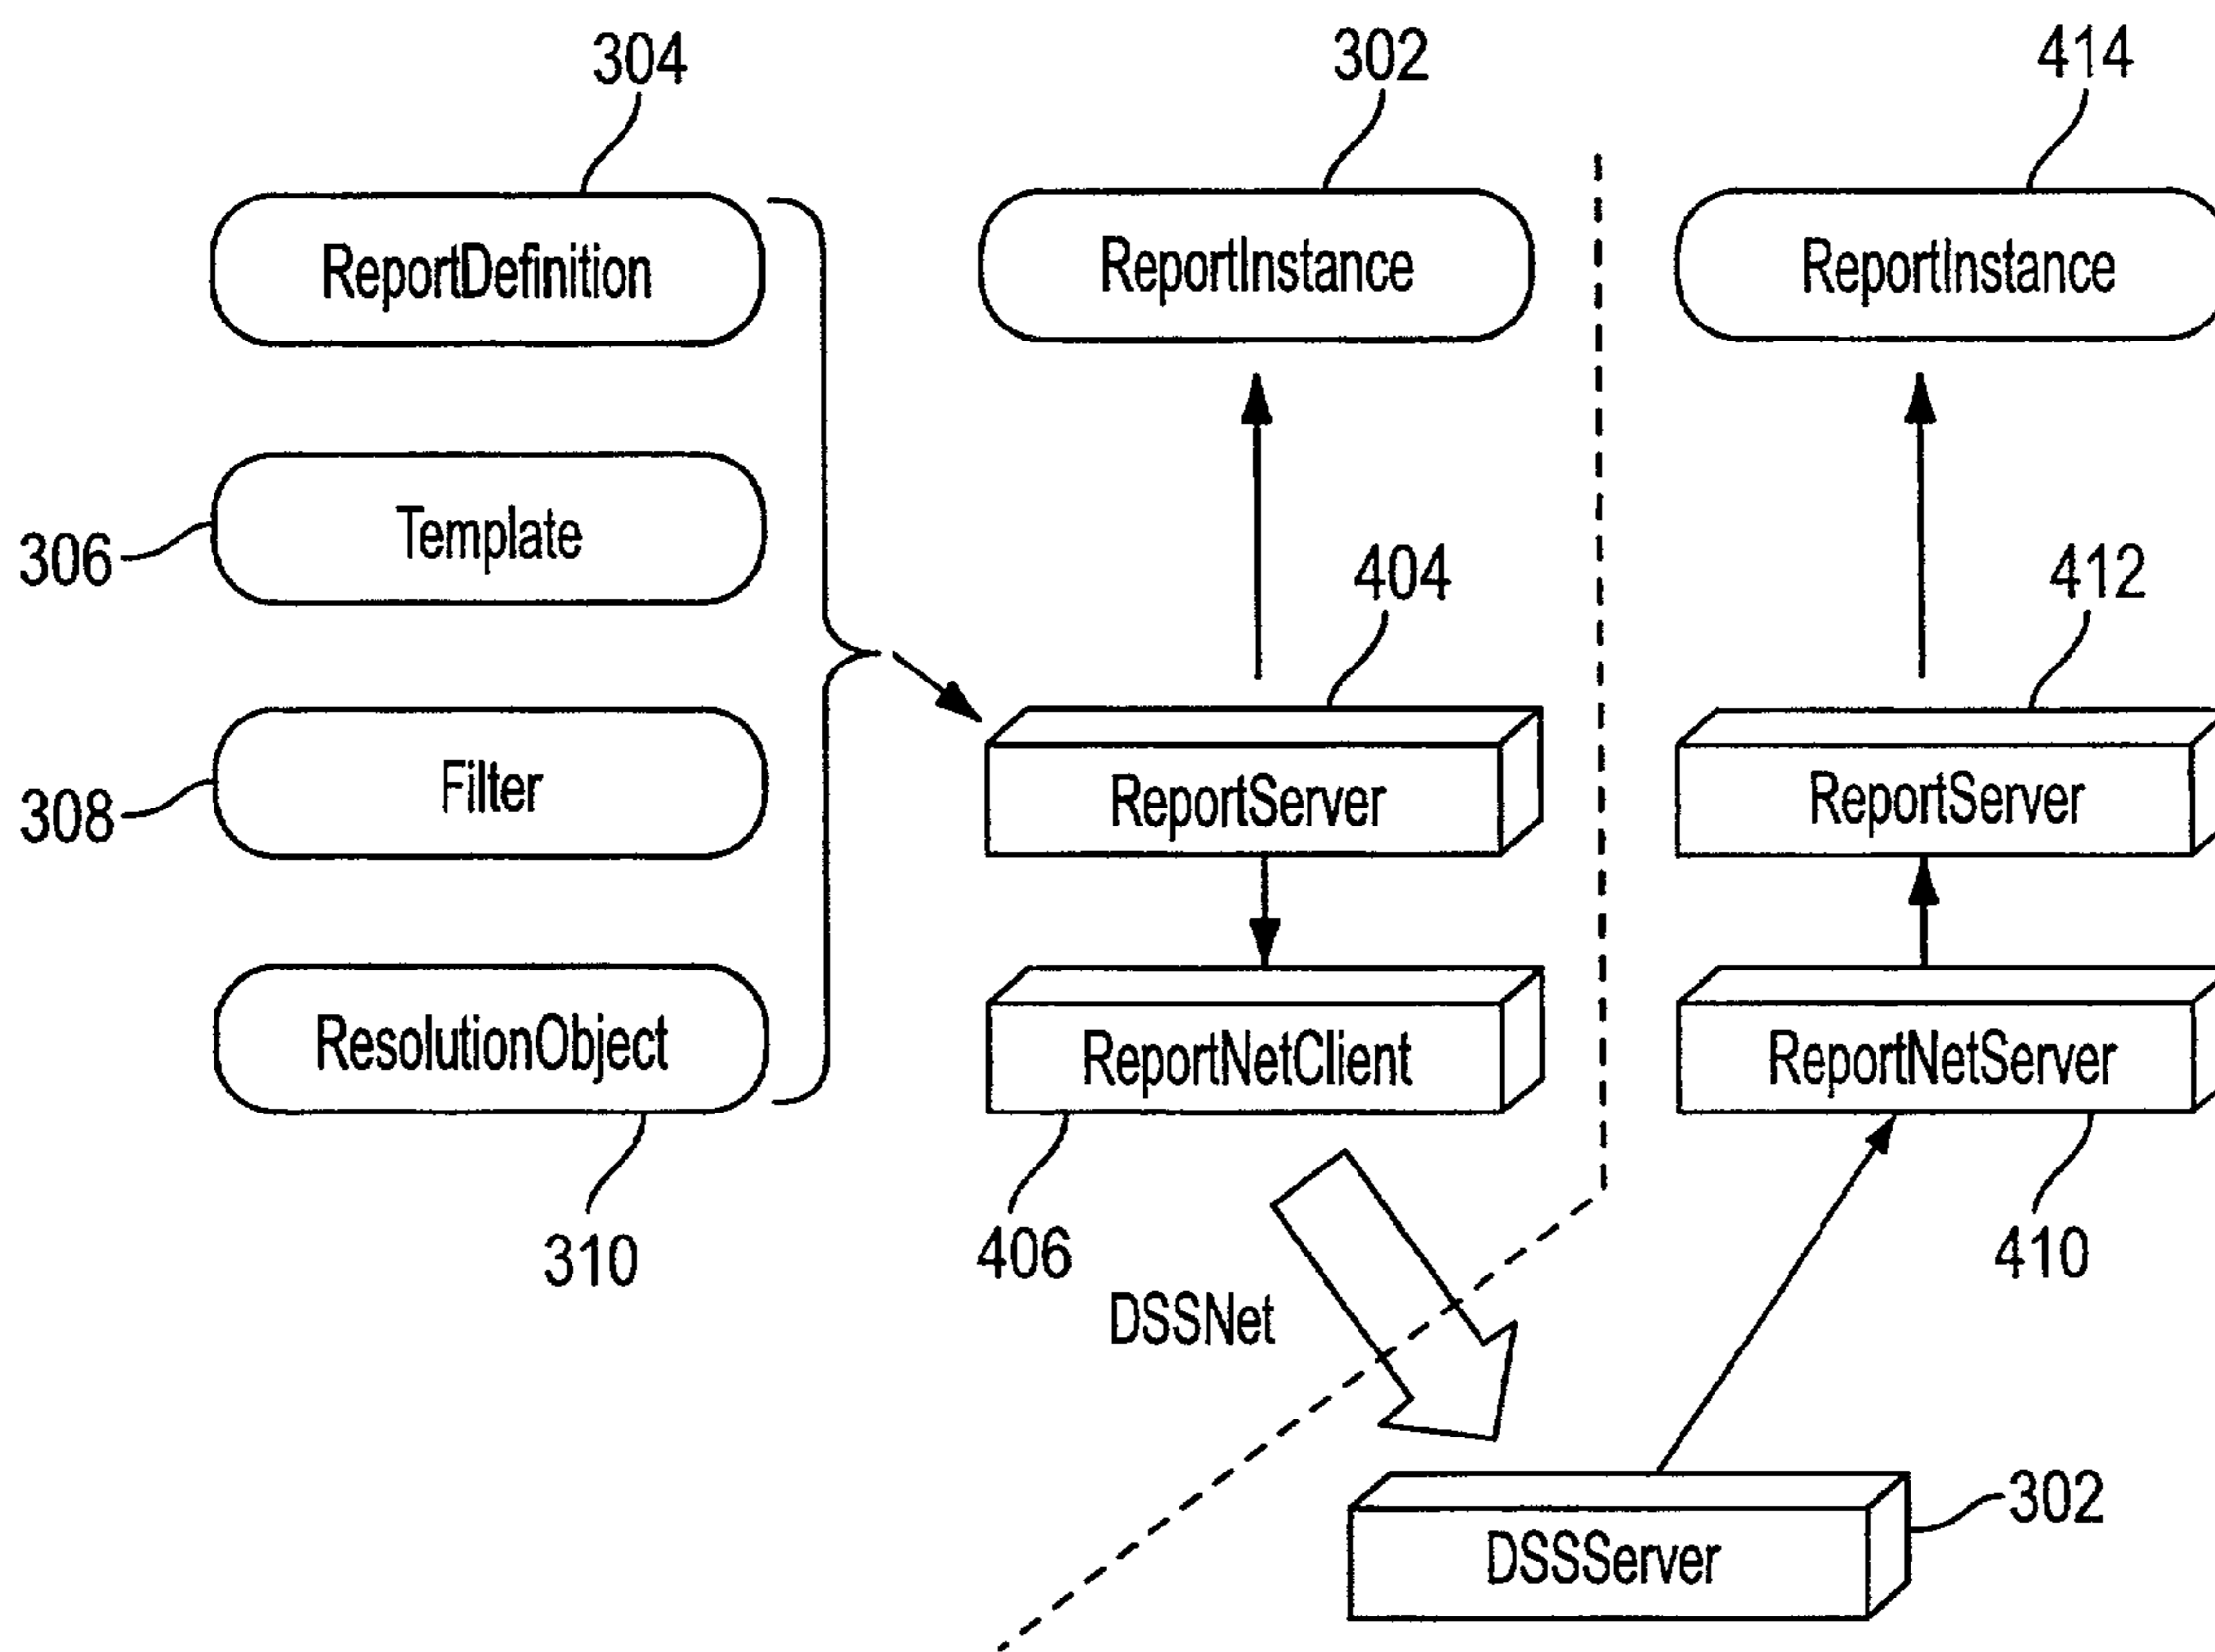 304
302
414
ReportDefinition
ReportInstance
ReportInstance
306
Template
404
412
308
Filter
ReportServer
ReportServer
ResolutionObject
ReportNetClient
ReportNetServer
310
406
410
DSSNet
302
DSSServer